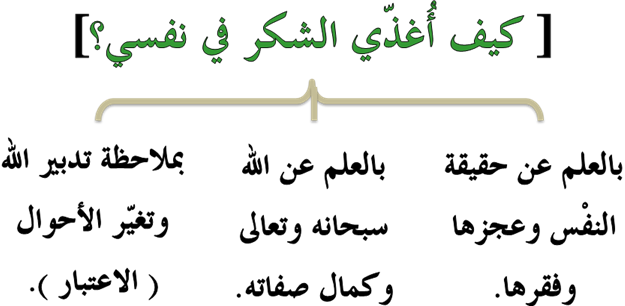 [ كيف أُغذّي الشكر في نفسي؟]
بالعلم عن حقيقة
النفْس وعجزها
وفقرها.
بالعلم عن الله
سبحانه وتعالى
وكمال صفاته.
بملاحظة تدبير الله
وتغيّر الأحوال
( الاعتبار ).